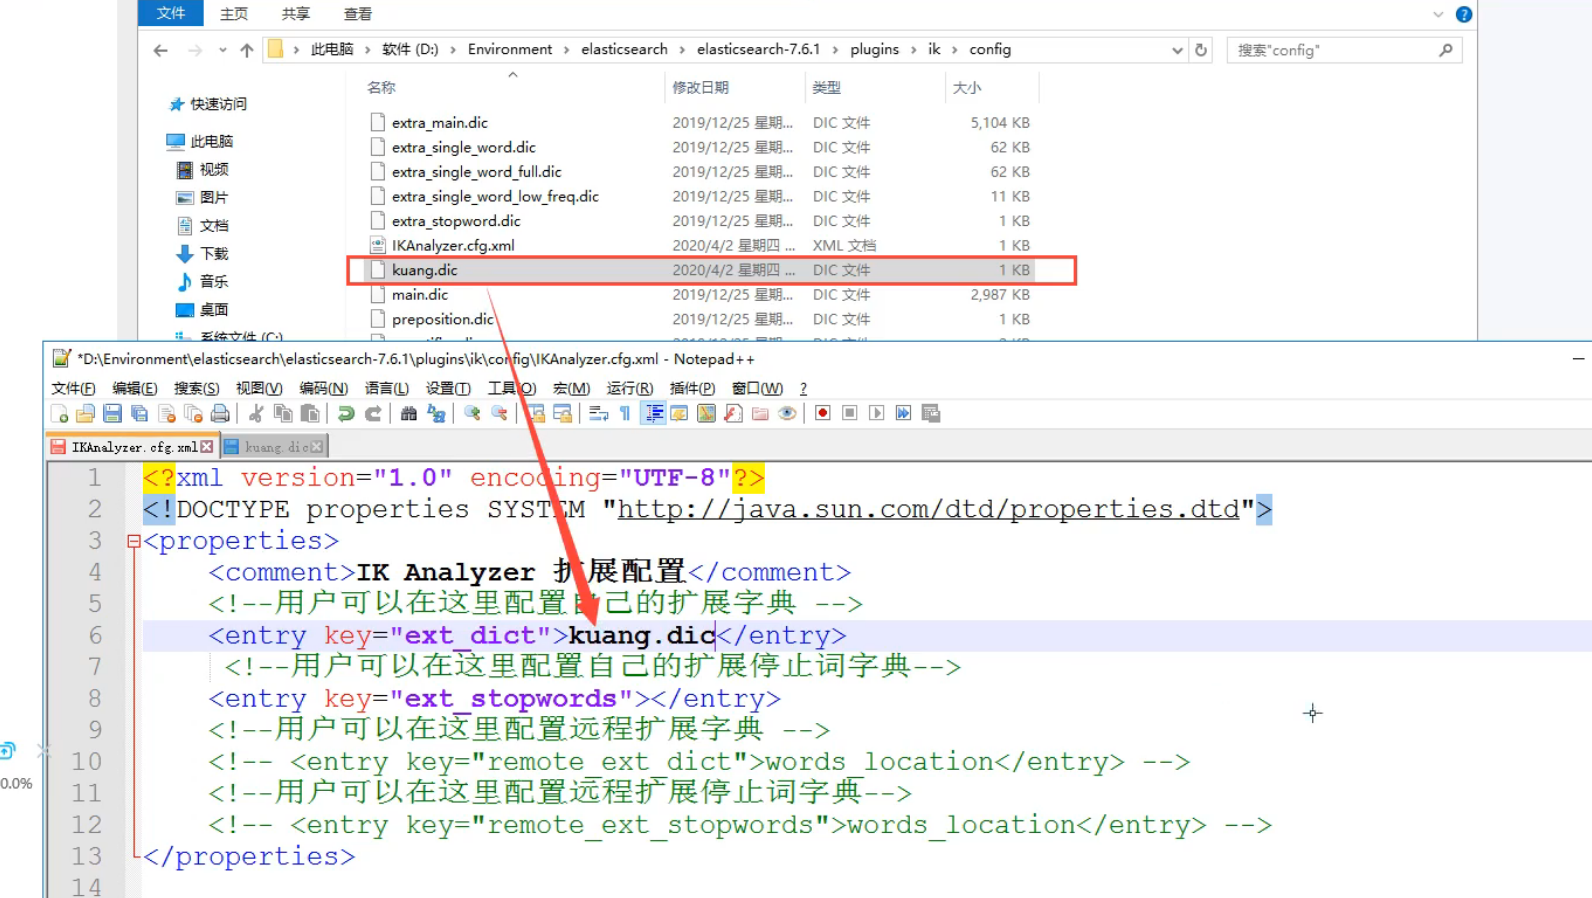 文件 主页 共享 查看
此电脑 › 软件 (D:) › Environment › elasticsearch › elasticsearch-7.6.1 › plugins › ik › config
搜索"config"
名称 修改日期 类型 大小
快速访问
此电脑
视频
图片
文档
下载
音乐
桌面
系统文件 (C:)
extra_main.dic 2019/12/25 星期... DIC 文件 5,104 KB
extra_single_word.dic 2019/12/25 星期... DIC 文件 62 KB
extra_single_word_full.dic 2019/12/25 星期... DIC 文件 62 KB
extra_single_word_low_freq.dic 2019/12/25 星期... DIC 文件 11 KB
extra_stopword.dic 2019/12/25 星期... DIC 文件 1 KB
IKAnalyzer.cfg.xml 2020/4/2 星期四 ... XML 文档 1 KB
kuang.dic 2020/4/2 星期四 ... DIC 文件 1 KB
main.dic 2019/12/25 星期... DIC 文件 2,987 KB
preposition.dic 2019/12/25 星期... DIC 文件 1 KB
*D:\Environment\elasticsearch\elasticsearch-7.6.1\plugins\ik\config\IKAnalyzer.cfg.xml - Notepad++
文件(F) 编辑(E) 搜索(S) 视图(V) 编码(N) 语言(L) 设置(T) 工具(O) 宏(M) 运行(R) 插件(P) 窗口(W) ?
IKAnalyzer.cfg.xml kuang.dic
1 <?xml version="1.0" encoding="UTF-8"?>
2 <!DOCTYPE properties SYSTEM "http://java.sun.com/dtd/properties.dtd">
3 <properties>
4 <comment>IK Analyzer 扩展配置</comment>
5 <!--用户可以在这里配置自己的扩展字典 -->
6 <entry key="ext_dict">kuang.dic</entry>
7 <!--用户可以在这里配置自己的扩展停止词字典-->
8 <entry key="ext_stopwords"></entry>
9 <!--用户可以在这里配置远程扩展字典 -->
10 <!-- <entry key="remote_ext_dict">words_location</entry> -->
11 <!--用户可以在这里配置远程扩展停止词字典-->
12 <!-- <entry key="remote_ext_stopwords">words_location</entry> -->
13 </properties>
14
0.0%